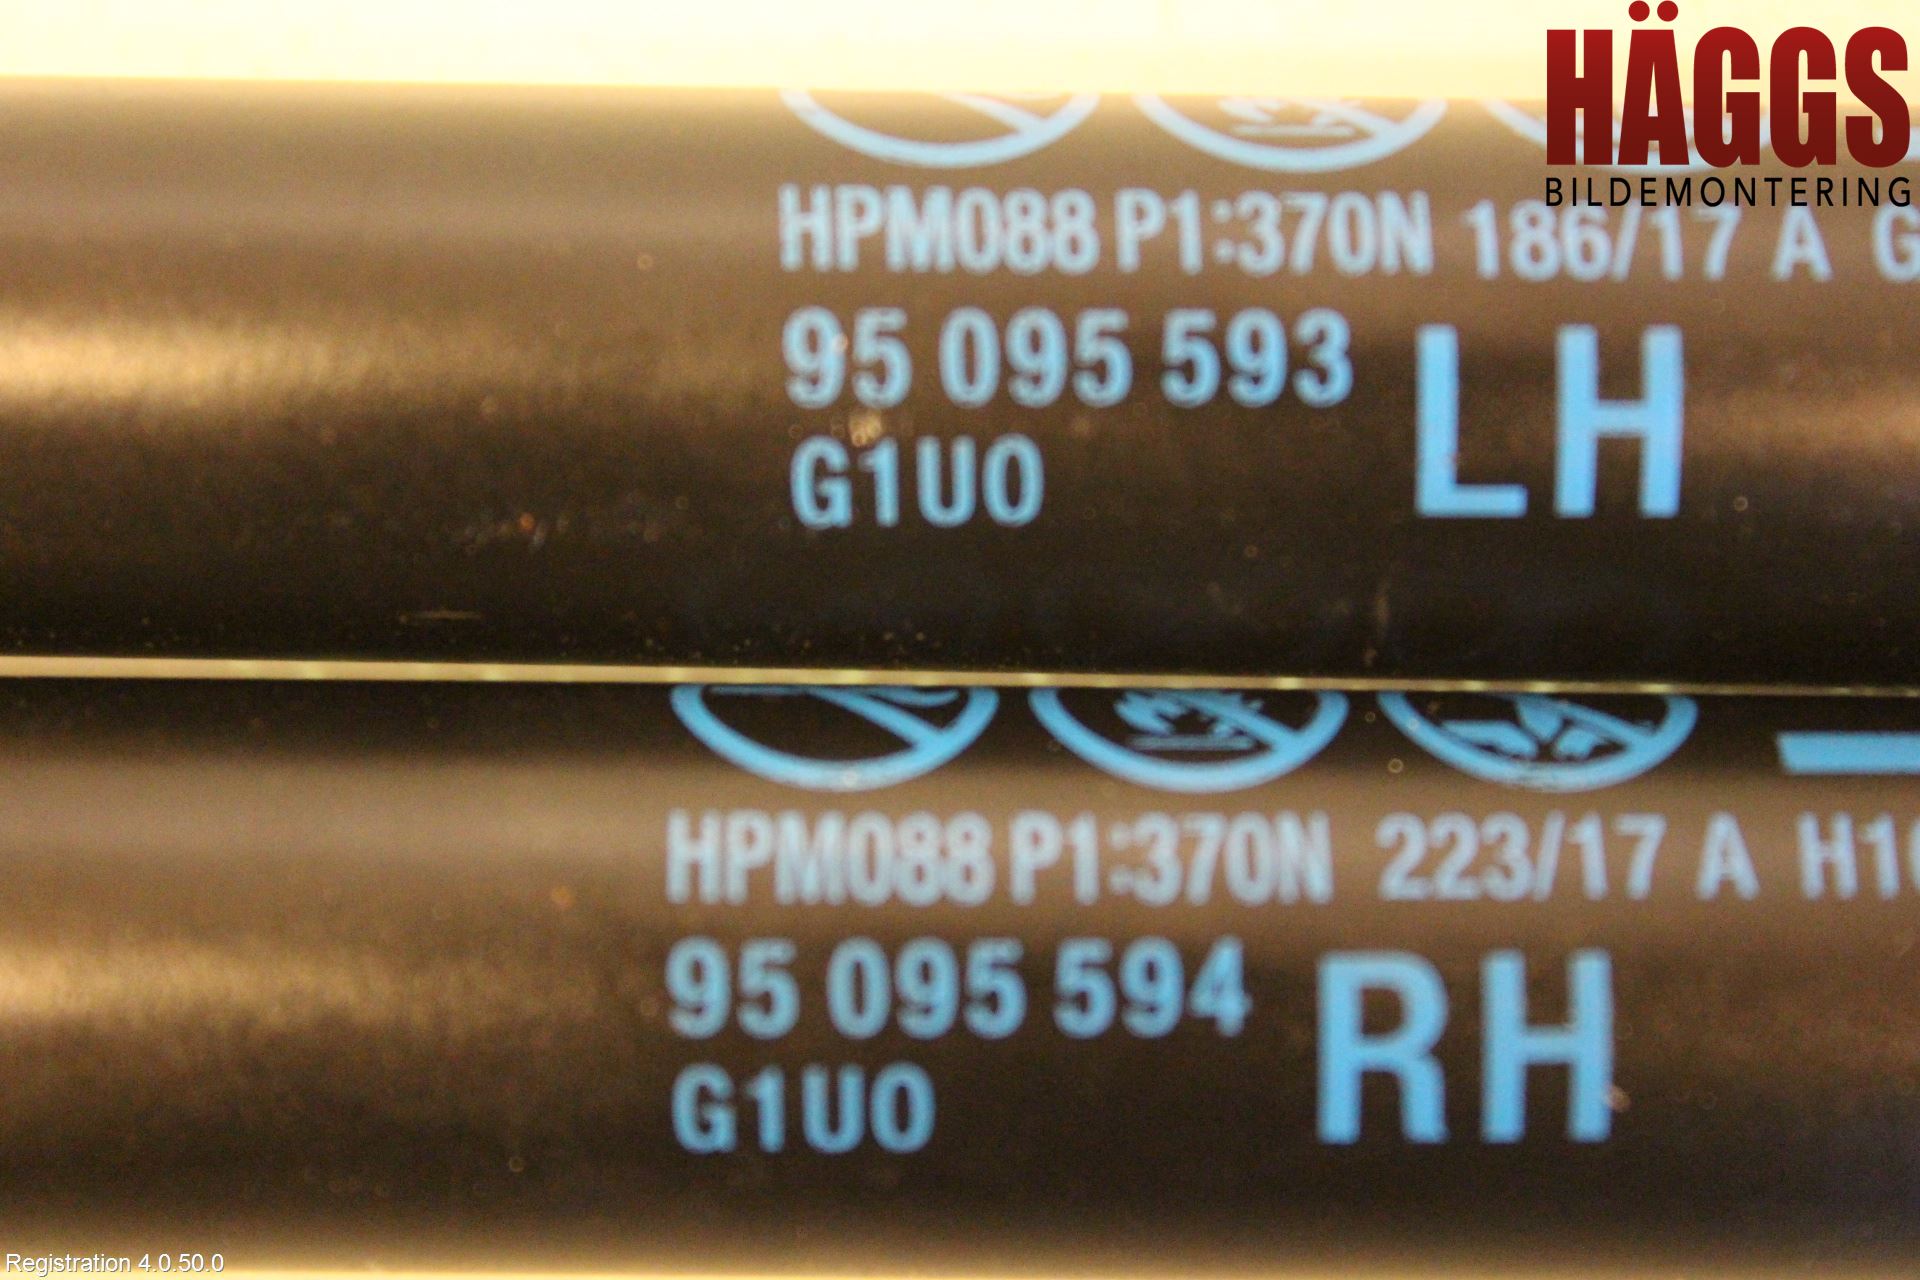 HÄGGS
BILDEMONTERING
HPM088 P1:370N 186/17 A G
95 095 593 LH
G1U0
HPM088 P1:370N 223/17 A H10
95 095 594 RH
G1U0
Registration 4.0.50.0